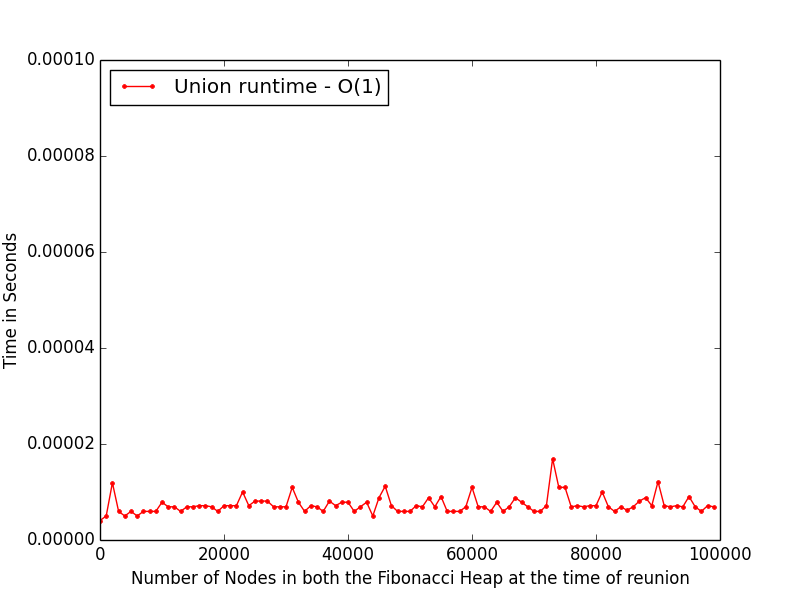 0.00010
Union runtime - O(1)
0.00008
0.00006
Time in Seconds
0.00004
0.00002
0.00000
0 20000 40000 60000 80000 100000
Number of Nodes in both the Fibonacci Heap at the time of reunion